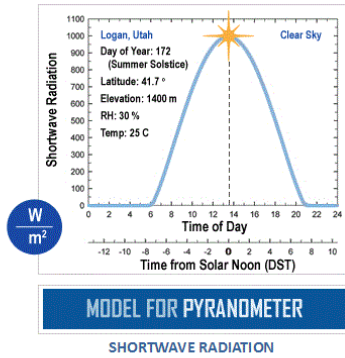 Logan, Utah
Clear Sky
Day of Year: 172
(Summer Solstice)
Latitude: 41.7 °
Elevation: 1400 m
RH: 30 %
Temp: 25 C
Shortwave Radiation
1100
1000
900
800
700
600
500
400
300
200
100
0
W
m²
0 2 4 6 8 10 12 14 16 18 20 22 24
Time of Day
-12 -10 -8 -6 -4 -2 0 2 4 6 8 10
Time from Solar Noon (DST)
MODEL FOR PYRANOMETER
SHORTWAVE RADIATION